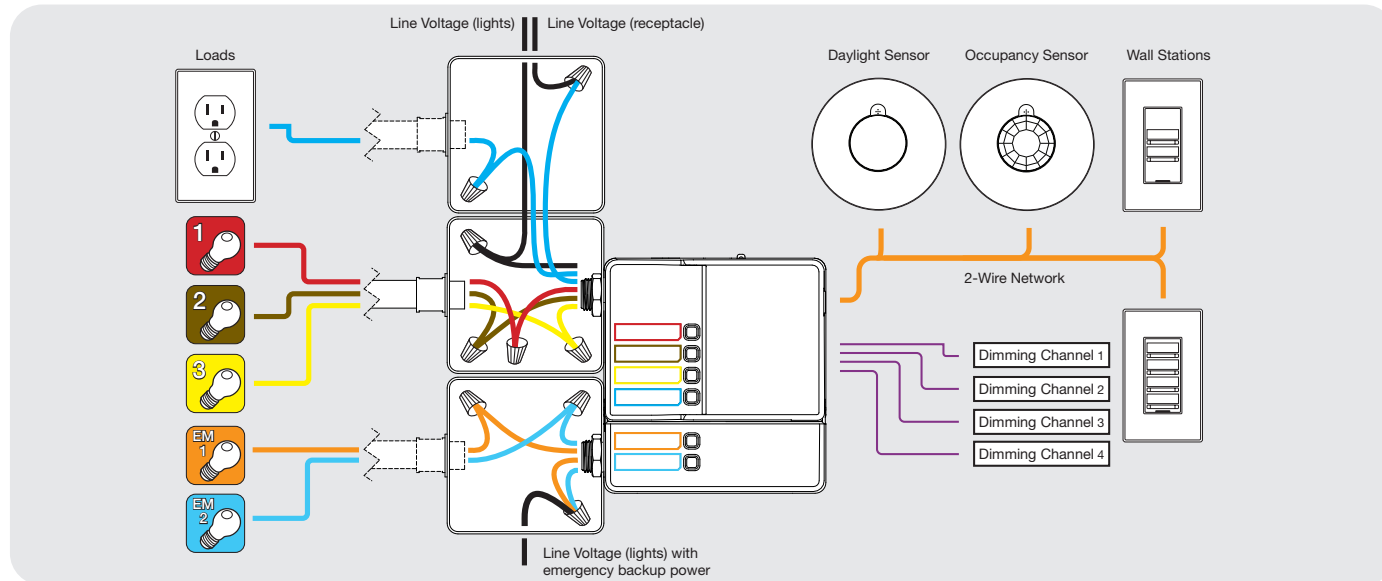 Line Voltage (lights)
Line Voltage (receptacle)
Loads
Daylight Sensor
Occupancy Sensor
Wall Stations
1
2
3
EM
1
EM
2
2-Wire Network
Dimming Channel 1
Dimming Channel 2
Dimming Channel 3
Dimming Channel 4
Line Voltage (lights) with
emergency backup power